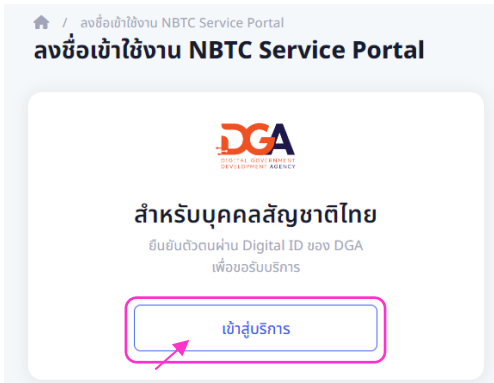 / ลงชื่อเข้าใช้งาน NBTC Service Portal
ลงชื่อเข้าใช้งาน NBTC Service Portal
DGA
DIGITAL GOVERNMENT
DEVELOPMENT AGENCY
สำหรับบุคคลสัญชาติไทย
ยืนยันตัวตนผ่าน Digital ID ของ DGA
เพื่อขอรับบริการ
เข้าสู่บริการ